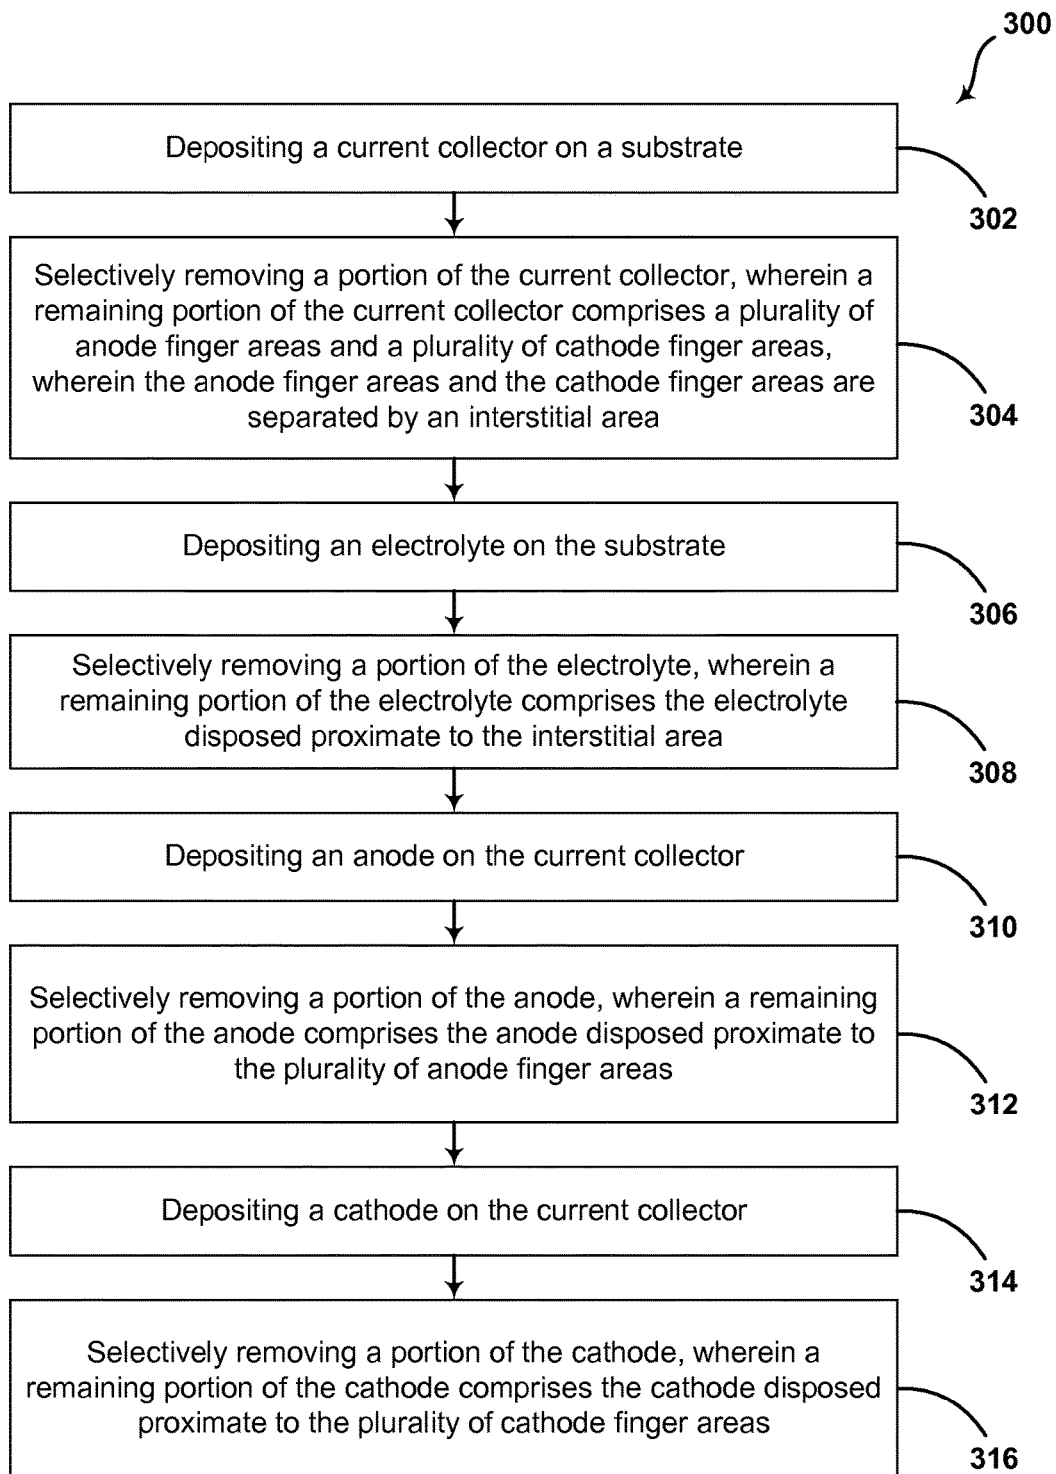 300
Depositing a current collector on a substrate
302
Selectively removing a portion of the current collector, wherein a
remaining portion of the current collector comprises a plurality of
anode finger areas and a plurality of cathode finger areas,
wherein the anode finger areas and the cathode finger areas are
separated by an interstitial area
304
Depositing an electrolyte on the substrate
306
Selectively removing a portion of the electrolyte, wherein a
remaining portion of the electrolyte comprises the electrolyte
disposed proximate to the interstitial area
308
Depositing an anode on the current collector
310
Selectively removing a portion of the anode, wherein a remaining
portion of the anode comprises the anode disposed proximate to
the plurality of anode finger areas
312
Depositing a cathode on the current collector
314
Selectively removing a portion of the cathode, wherein a
remaining portion of the cathode comprises the cathode disposed
proximate to the plurality of cathode finger areas
316